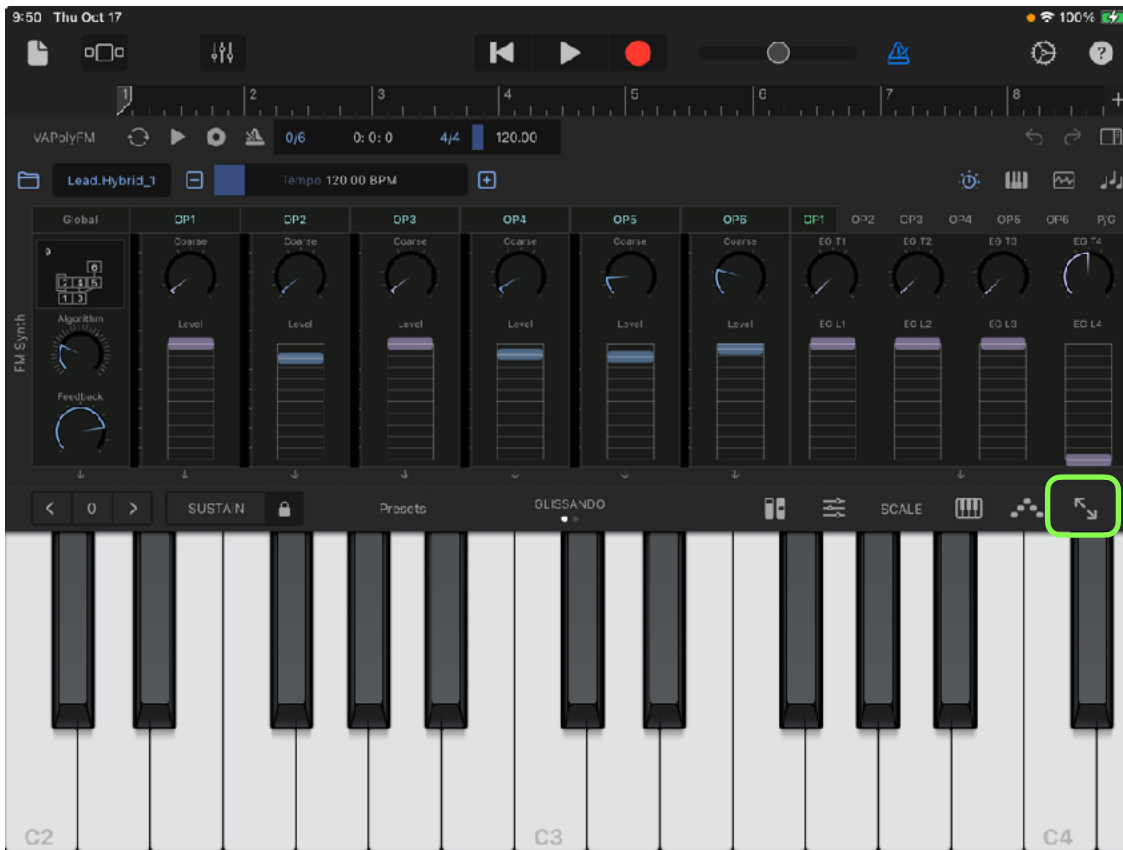 9:50 Thu Oct 17 100%
?
1 2 3 4 5 6 7 8 +
VAPolyFM 0/6 0: 0: 0 4/4 120.00
Lead.Hybrid_1 Tempo 120.00 BPM
Global OP1 OP2 OP3 OP4 OP5 OP6 OP1 OP2 OP3 OP4 OP5 OP6 P/G
Coarse Coarse Coarse Coarse Coarse Coarse EG T1 EG T2 EG T3 EG T4
9
6
2 4 5
1 3
Algorithm Level Level Level Level Level Level EG L1 EG L2 EG L3 EG L4
FM Synth
Feedback
< 0 > SUSTAIN Presets GLISSANDO SCALE
C2 C3 C4